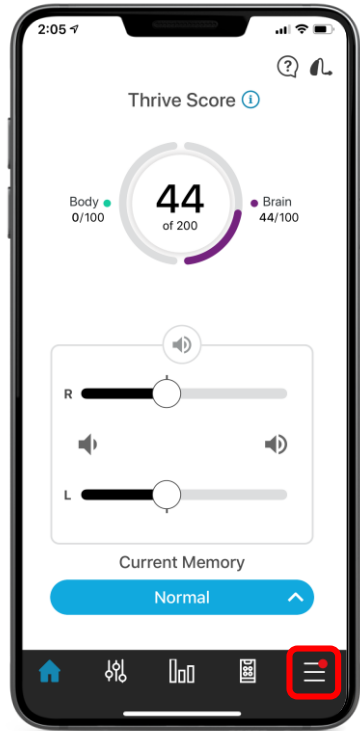 2:05
Thrive Score
Body
0/100
44
of 200
Brain
44/100
R
L
Current Memory
Normal